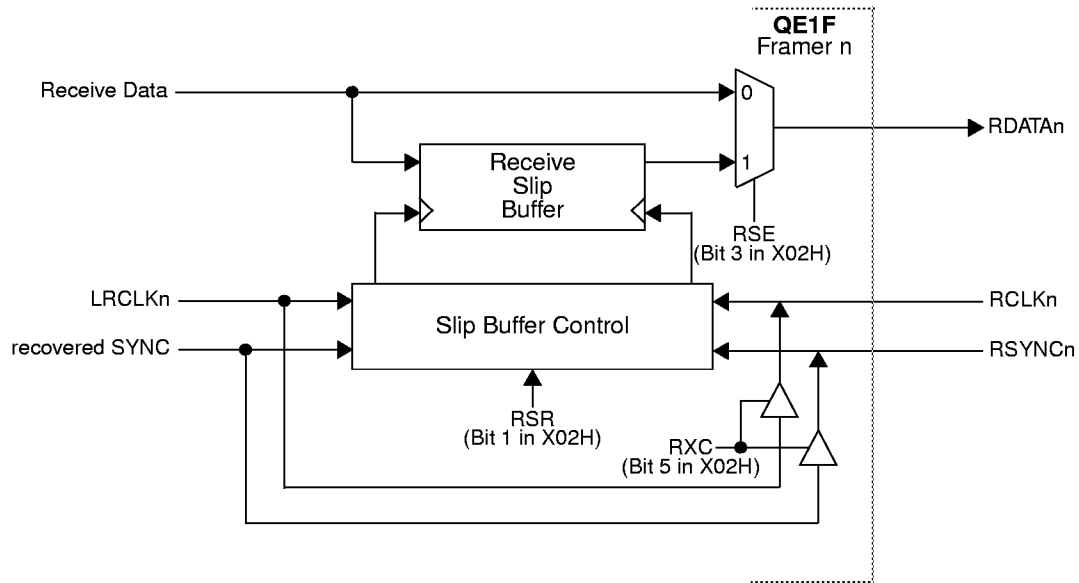 QE1F
Framer n
Receive Data
0
RDATAn
1
Receive
Slip
Buffer
RSE
(Bit 3 in X02H)
LRCLKn
RCLKn
Slip Buffer Control
recovered SYNC
RSYNCn
RSR
(Bit 1 in X02H)
RXC
(Bit 5 in X02H)